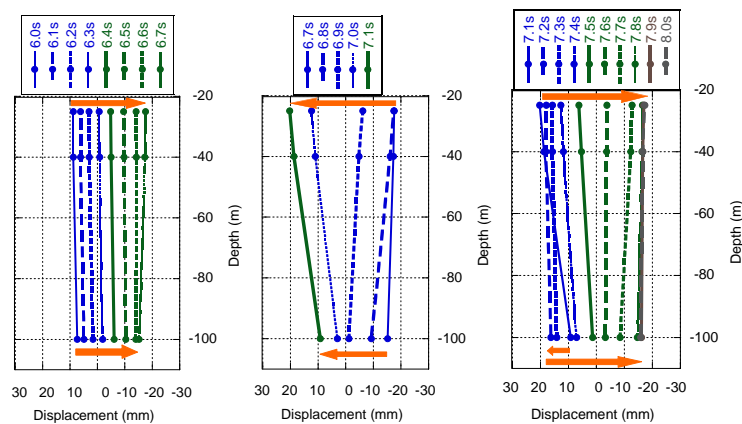 6.0s
6.1s
6.2s
6.3s
6.4s
6.5s
6.6s
6.7s
-20
-40
-60
-80
-100
Depth (m)
30 20 10 0 -10 -20 -30
Displacement (mm)
6.7s
6.8s
6.9s
7.0s
7.1s
-20
-40
-60
-80
-100
Depth (m)
30 20 10 0 -10 -20 -30
Displacement (mm)
7.1s
7.2s
7.3s
7.4s
7.5s
7.6s
7.7s
7.8s
7.9s
8.0s
-20
-40
-60
-80
-100
Depth (m)
30 20 10 0 -10 -20 -30
Displacement (mm)